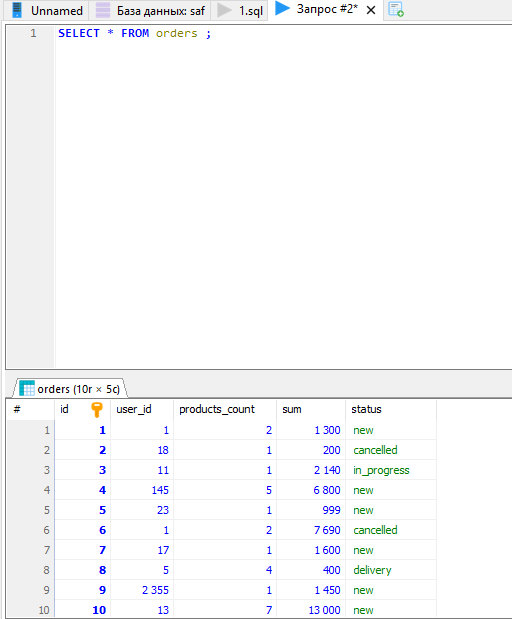 Unnamed База данных: saf 1.sql Запрос #2*
1 SELECT * FROM orders ;
orders (10r × 5c)
# id user_id products_count sum status
1 1 1 2 1 300 new
2 2 18 1 200 cancelled
3 3 11 1 2 140 in_progress
4 4 145 5 6 800 new
5 5 23 1 999 new
6 6 1 2 7 690 cancelled
7 7 17 1 1 600 new
8 8 5 4 400 delivery
9 9 2 355 1 1 450 new
10 10 13 7 13 000 new